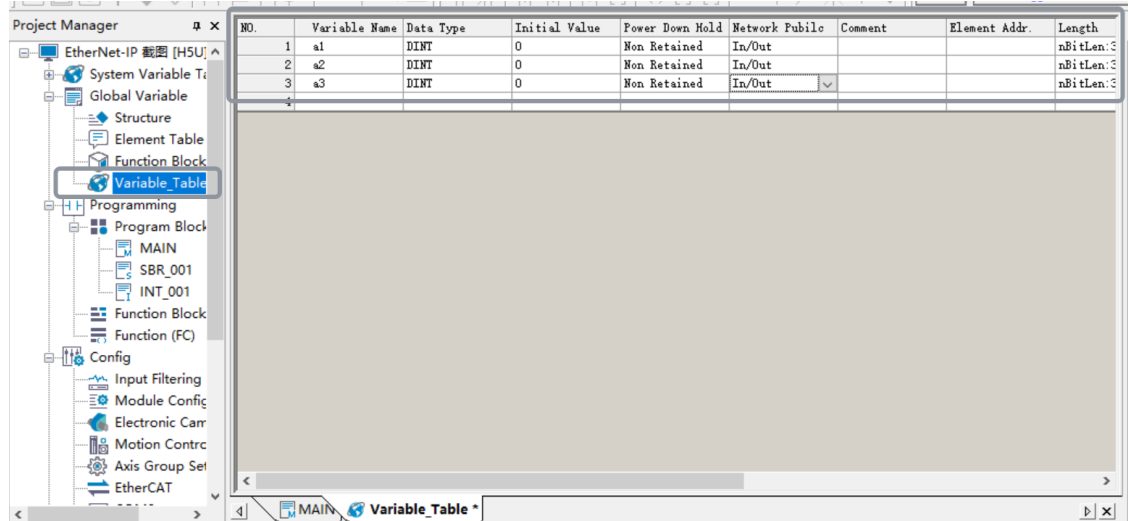 Project Manager
EtherNet-IP 截图 [H5U]
System Variable Ta
Global Variable
Structure
Element Table
Function Block
Variable_Table
Programming
Program Block
MAIN
SBR_001
INT_001
Function Block
Function (FC)
Config
Input Filtering
Module Config
Electronic Cam
Motion Contro
Axis Group Set
EtherCAT
NO. Variable Name Data Type Initial Value Power Down Hold Network Public Comment Element Addr. Length
1 a1 DINT 0 Non Retained In/Out nBitLen:3
2 a2 DINT 0 Non Retained In/Out nBitLen:3
3 a3 DINT 0 Non Retained In/Out nBitLen:3
4
MAIN Variable_Table *